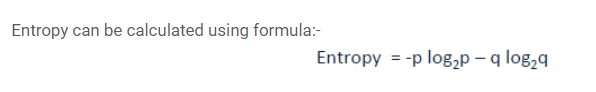 Entropy can be calculated using formula:-
Entropy = -p log₂p – q log₂q